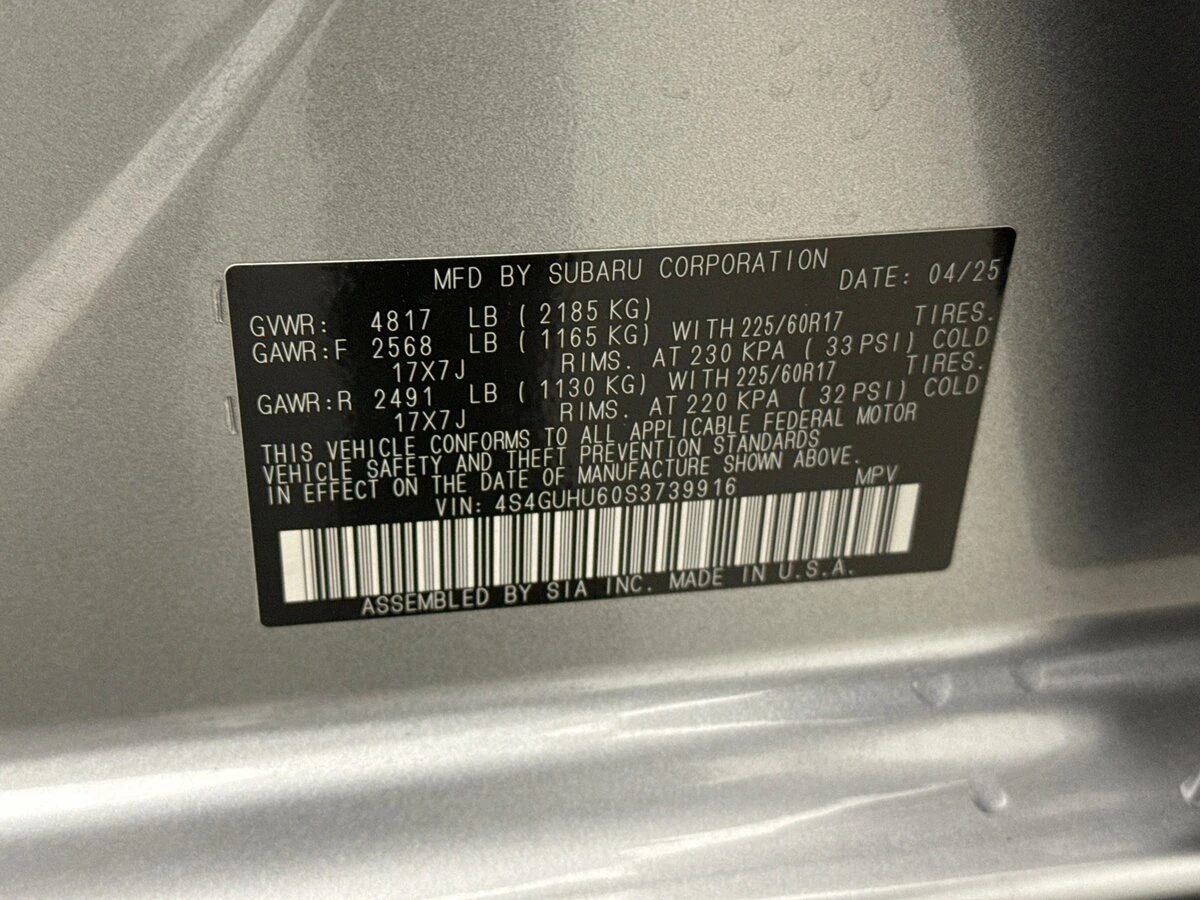 MFD BY SUBARU CORPORATION DATE: 04/25
GVWR: 4817 LB ( 2185 KG)
GAWR:F 2568 LB ( 1165 KG) WITH 225/60R17 TIRES.
17X7J RIMS. AT 230 KPA ( 33 PSI) COLD
GAWR:R 2491 LB ( 1130 KG) WITH 225/60R17 TIRES.
17X7J RIMS. AT 220 KPA ( 32 PSI) COLD
THIS VEHICLE CONFORMS TO ALL APPLICABLE FEDERAL MOTOR
VEHICLE SAFETY AND THEFT PREVENTION STANDARDS
IN EFFECT ON THE DATE OF MANUFACTURE SHOWN ABOVE.
VIN: 4S4GUHU60S3739916 MPV
ASSEMBLED BY SIA INC. MADE IN U.S.A.